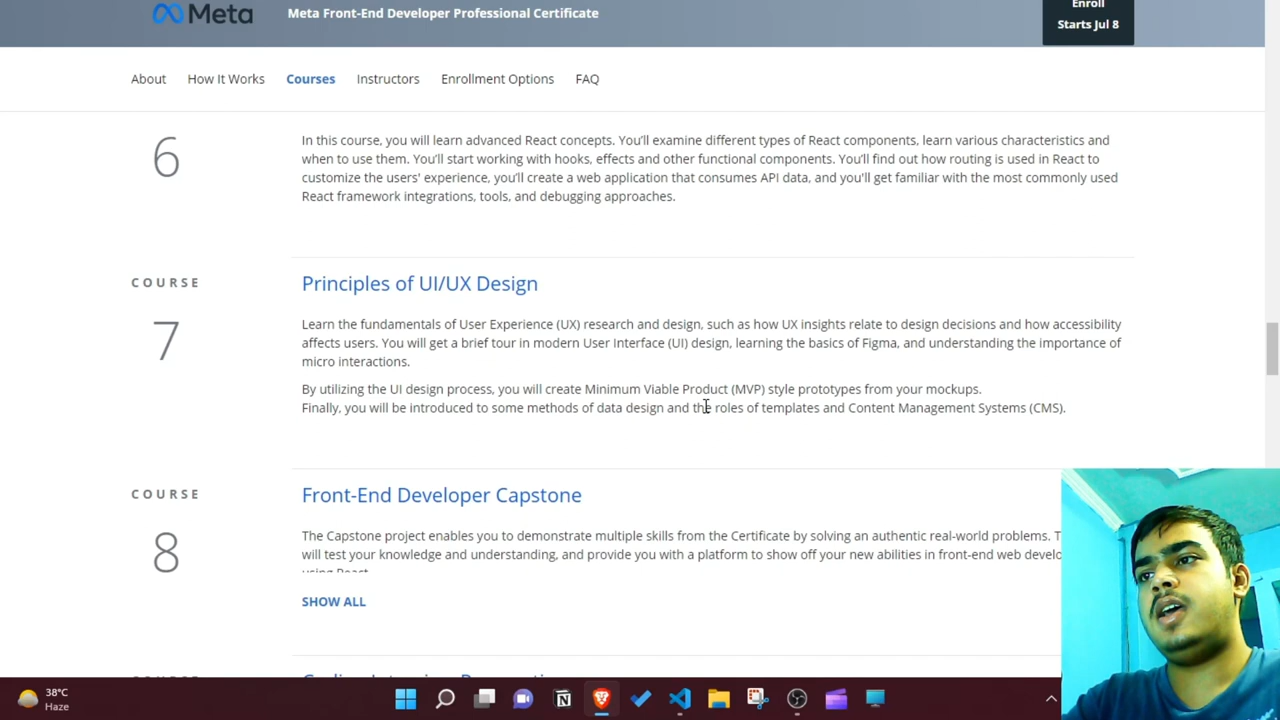 Meta
Meta Front-End Developer Professional Certificate
Enroll
Starts Jul 8
About
How It Works
Courses
Instructors
Enrollment Options
FAQ
6
In this course, you will learn advanced React concepts. You'll examine different types of React components, learn various characteristics and
when to use them. You'll start working with hooks, effects and other functional components. You'll find out how routing is used in React to
customize the users' experience, you'll create a web application that consumes API data, and you'll get familiar with the most commonly used
React framework integrations, tools, and debugging approaches.
COURSE
7
Principles of UI/UX Design
Learn the fundamentals of User Experience (UX) research and design, such as how UX insights relate to design decisions and how accessibility
affects users. You will get a brief tour in modern User Interface (UI) design, learning the basics of Figma, and understanding the importance of
micro interactions.
By utilizing the UI design process, you will create Minimum Viable Product (MVP) style prototypes from your mockups.
Finally, you will be introduced to some methods of data design and the roles of templates and Content Management Systems (CMS).
COURSE
8
Front-End Developer Capstone
The Capstone project enables you to demonstrate multiple skills from the Certificate by solving an authentic real-world problems.
will test your knowledge and understanding, and provide you with a platform to show off your new abilities in front-end web
using React
SHOW ALL
38°C
Haze